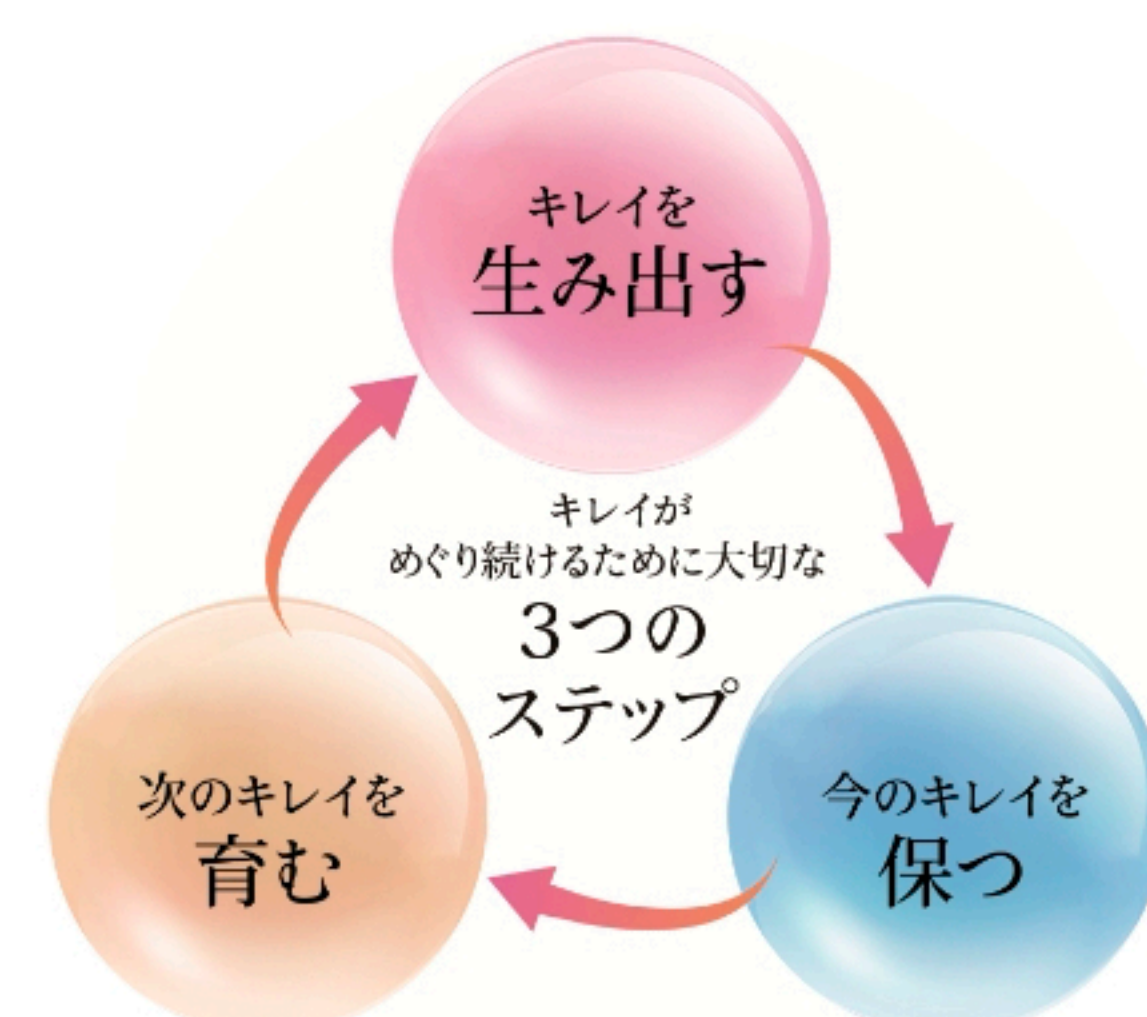 キレイを
生み出す
キレイが
めぐり続けるために大切な
3つの
ステップ
次のキレイを
育む
今のキレイを
保つ